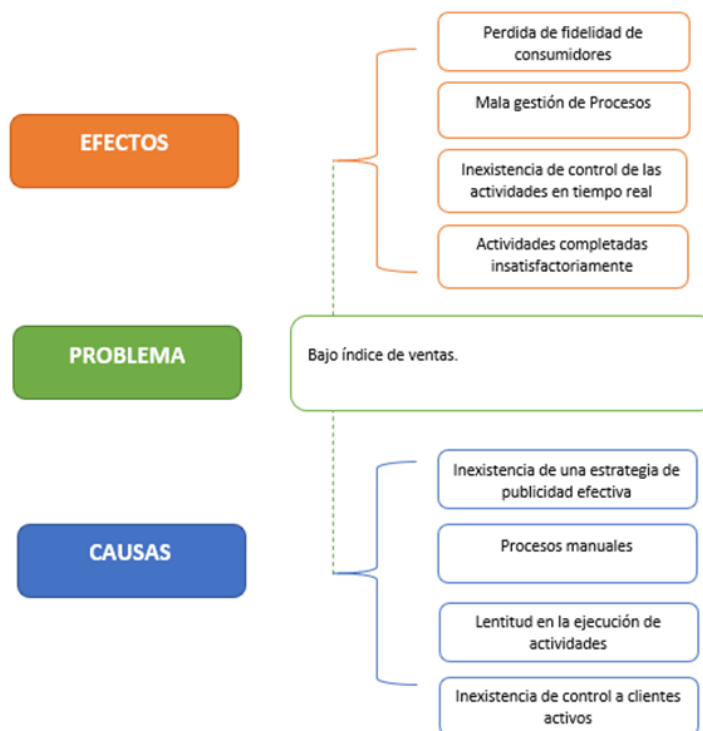 Perdida de fidelidad de
consumidores
EFECTOS
Mala gestión de Procesos
Inexistencia de control de las
actividades en tiempo real
Actividades completadas
insatisfactoriamente
PROBLEMA
Bajo índice de ventas.
Inexistencia de una estrategia de
publicidad efectiva
CAUSAS
Procesos manuales
Lentitud en la ejecución de
actividades
Inexistencia de control a clientes
activos